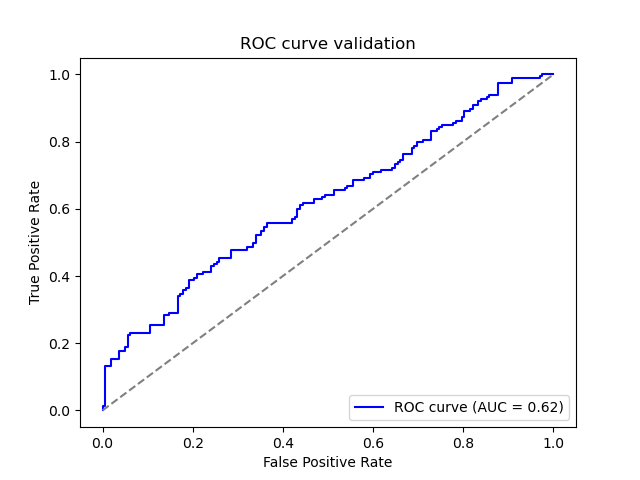 ROC curve validation
1.0
0.8
0.6
0.4
0.2
0.0
True Positive Rate
ROC curve (AUC = 0.62)
0.0 0.2 0.4 0.6 0.8 1.0
False Positive Rate